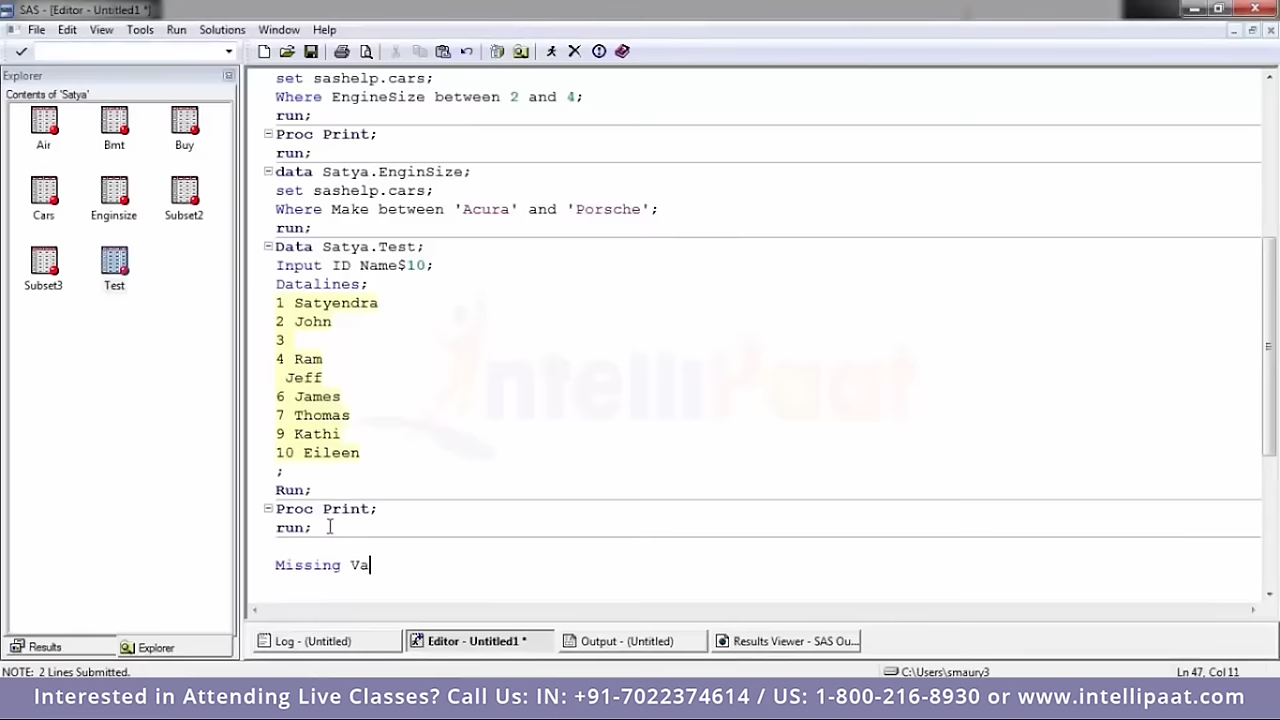 SAS - [Editor - Untitled1 *]
File Edit View Tools Run Solutions Window Help
Explorer
Contents of 'Satya'
Air Bmt Buy
Cars Enginsize Subset2
Subset3 Test
set sashelp.cars;
Where EngineSize between 2 and 4;
run;
Proc Print;
run;
data Satya.EnginSize;
set sashelp.cars;
Where Make between 'Acura' and 'Porsche';
run;
Data Satya.Test;
Input ID Name$10;
Datalines;
1 Satyendra
2 John
3
4 Ram
Jeff
6 James
7 Thomas
9 Kathi
10 Eileen
;
Run;
Proc Print;
run;
Missing Va
intellipaat
Results Explorer
Log - (Untitled) Editor - Untitled1 * Output - (Untitled) Results Viewer - SAS Ou...
NOTE: 2 Lines Submitted. C:\Users\smaury3 Ln 47, Col 11
Interested in Attending Live Classes? Call Us: IN: +91-7022374614 / US: 1-800-216-8930 or www.intellipaat.com